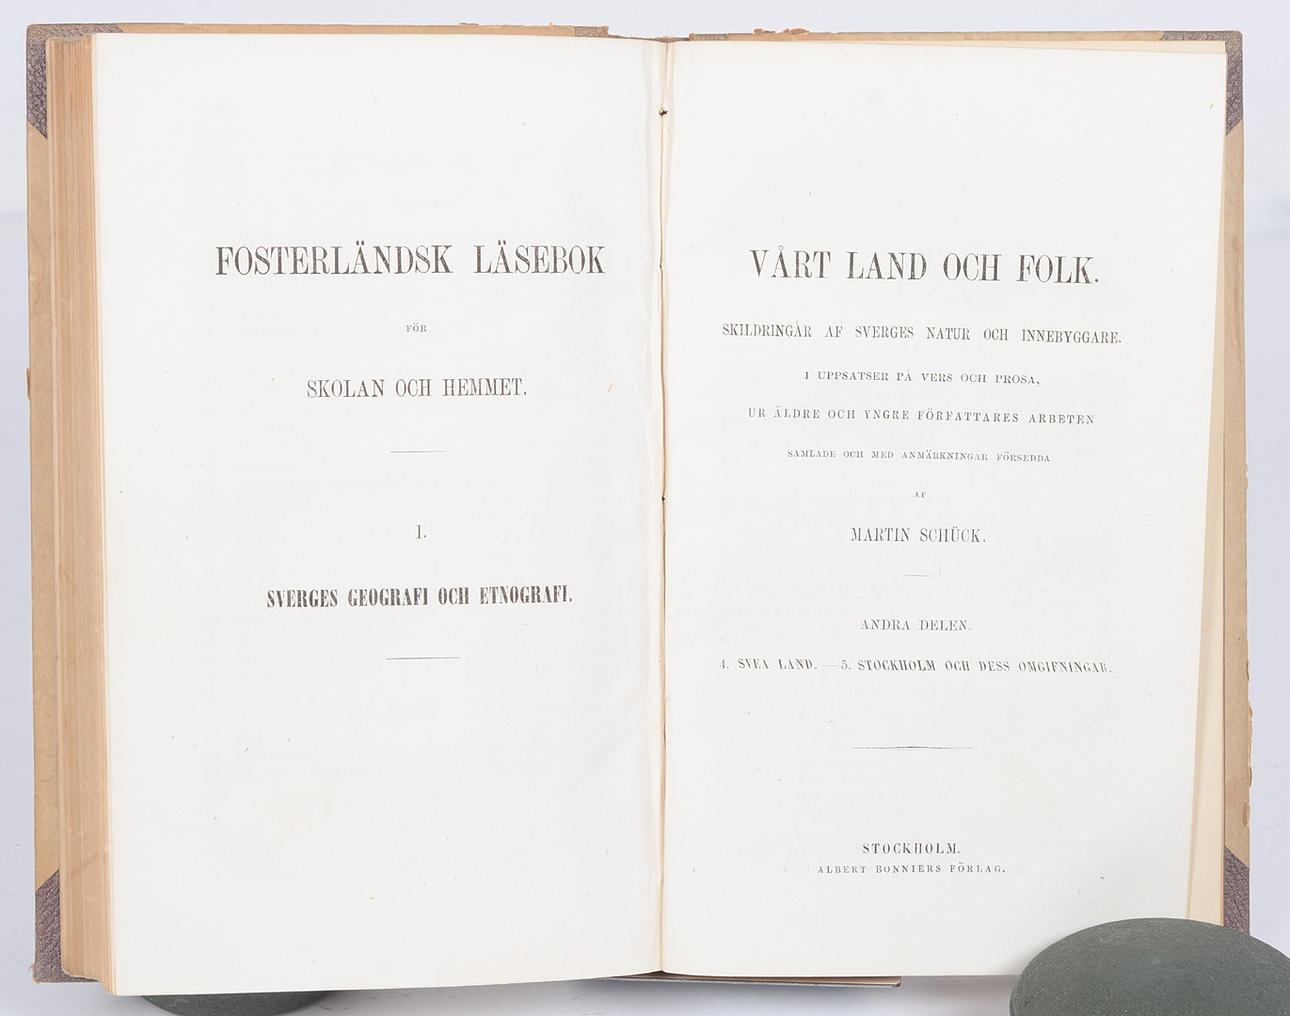 FOSTERLÄNDSK LÄSEBOK
FÖR
SKOLAN OCH HEMMET.
I.
SVERGES GEOGRAFI OCH ETNOGRAFI.
VÅRT LAND OCH FOLK.
SKILDRINGAR AF SVERGES NATUR OCH INNEBYGGARE.
I UPPSATSER PÅ VERS OCH PROSA,
UR ÄLDRE OCH YNGRE FÖRFATTARES ARBETEN
SAMLADE OCH MED ANMÄRKNINGAR FÖRSEDDA
AF
MARTIN SCHÜCK.
ANDRA DELEN.
4. SVEA LAND. — 5. STOCKHOLM OCH DESS OMGIFNINGAR.
STOCKHOLM.
ALBERT BONNIERS FÖRLAG.